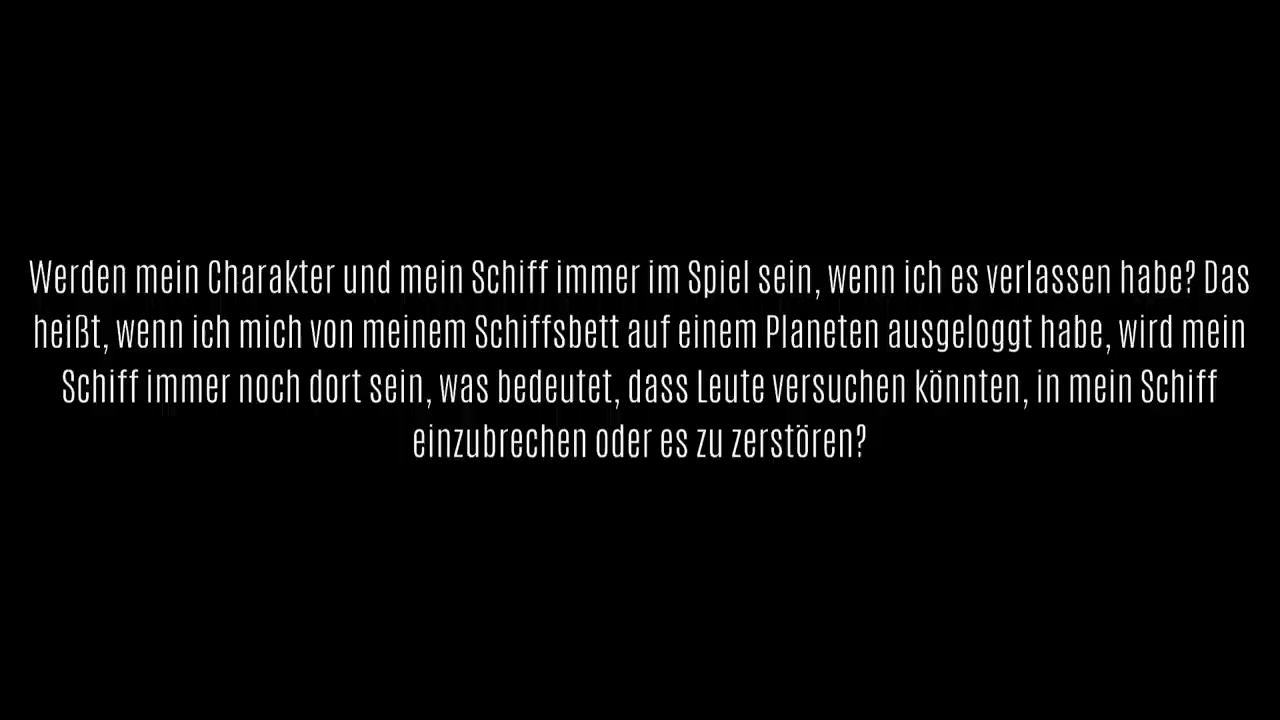 Werden mein Charakter und mein Schiff immer im Spiel sein, wenn ich es verlassen habe? Das
heißt, wenn ich mich von meinem Schiffsbett auf einem Planeten ausgeloggt habe, wird mein
Schiff immer noch dort sein, was bedeutet, dass Leute versuchen könnten, in mein Schiff
einzubrechen oder es zu zerstören?